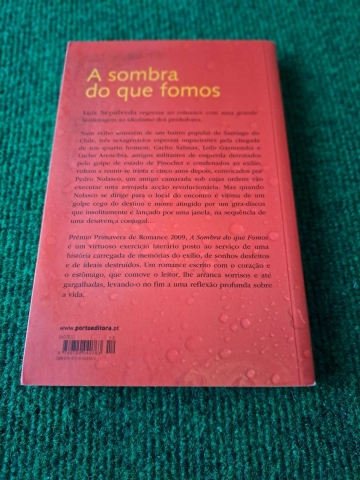 A sombra
do que fomos
Luis Sepúlveda regressa ao romance com uma grande
homenagem ao idealismo dos perdedores.
Num velho armazém de um bairro popular de Santiago do
Chile, três sexagenários esperam impacientes pela chegada
de um quarto homem. Cacho Salinas, Lolo Garmendia e
Lucho Arancibia, antigos militantes de esquerda derrotados
pelo golpe de estado de Pinochet e condenados ao exílio,
voltam a reunir-se trinta e cinco anos depois, convocados por
Pedro Nolasco, um antigo camarada sob cujas ordens vão
executar uma arrojada acção revolucionária. Mas quando
Nolasco se dirige para o local do encontro é vítima de um
golpe cego do destino e morre atingido por um gira-discos
que insolitamente é lançado por uma janela, na sequência de
uma desavença conjugal...
Prémio Primavera de Romance 2009, A Sombra do que Fomos
é um virtuoso exercício literário posto ao serviço de uma
história carregada de memórias do exílio, de sonhos desfeitos
e de ideais destruídos. Um romance escrito com o coração e
o estômago, que comove o leitor, lhe arranca sorrisos e até
gargalhadas, levando-o no fim a uma reflexão profunda sobre
a vida.
www.portoeditora.pt